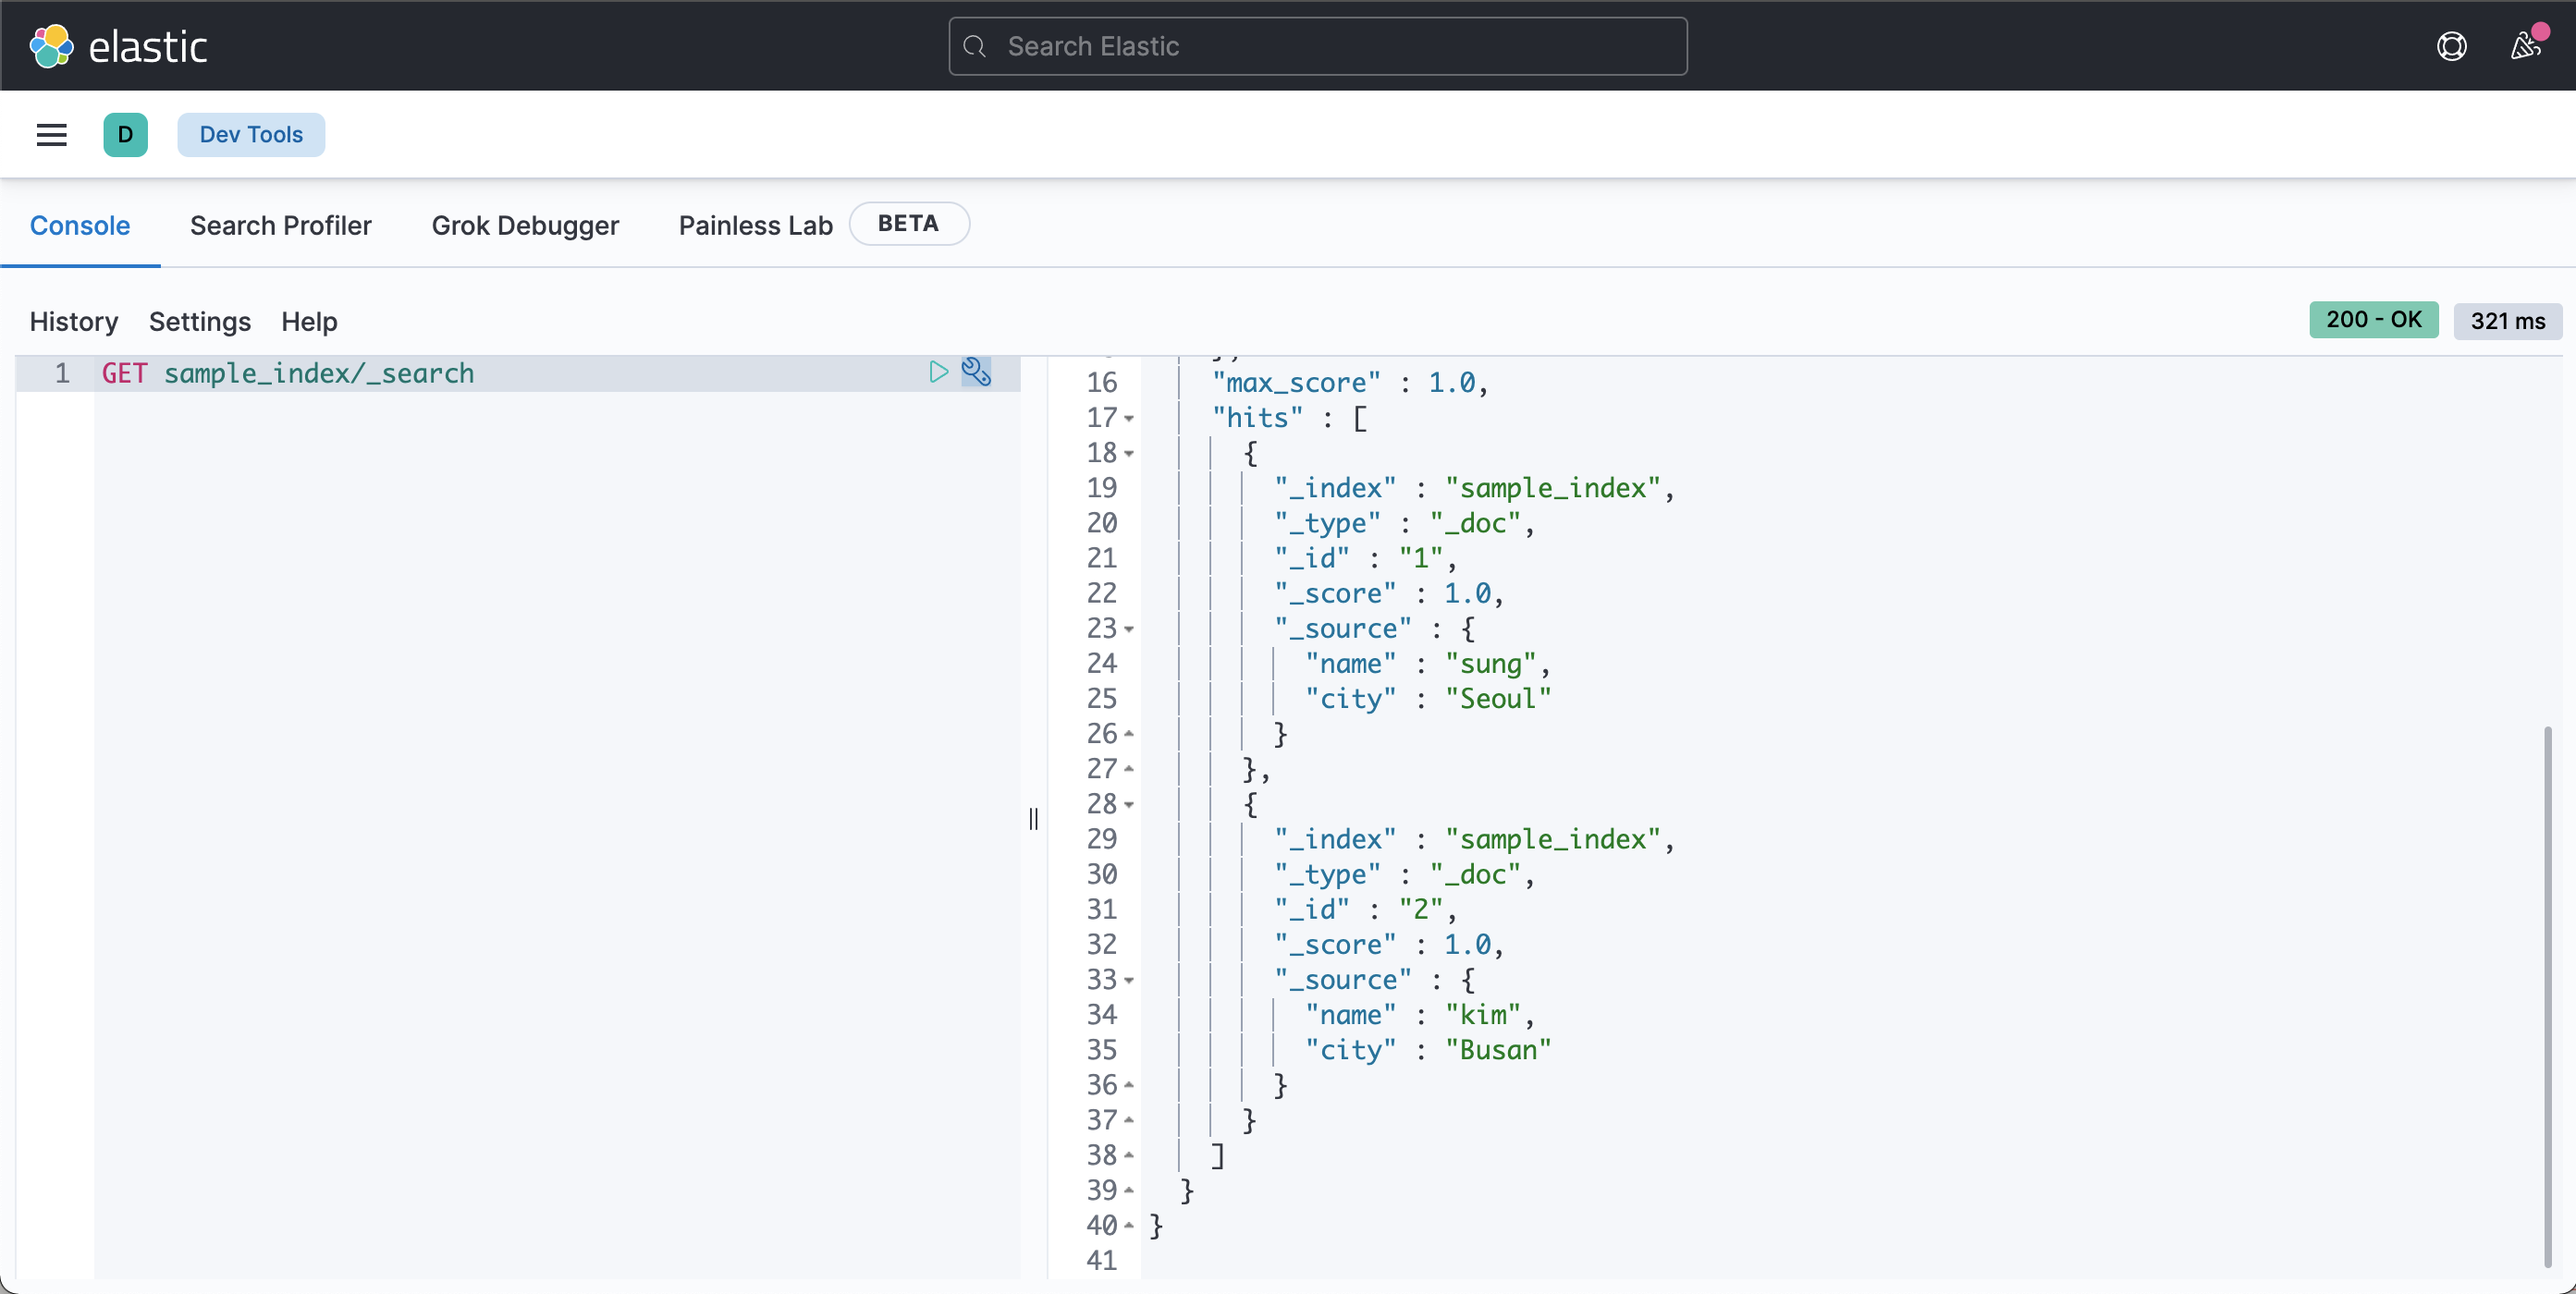 elastic
Search Elastic
D
Dev Tools
Console Search Profiler Grok Debugger Painless Lab BETA
History Settings Help
200 - OK 321 ms
1 GET sample_index/_search
16 "max_score" : 1.0,
17 "hits" : [
18 {
19 "_index" : "sample_index",
20 "_type" : "_doc",
21 "_id" : "1",
22 "_score" : 1.0,
23 "_source" : {
24 "name" : "sung",
25 "city" : "Seoul"
26 }
27 },
28 {
29 "_index" : "sample_index",
30 "_type" : "_doc",
31 "_id" : "2",
32 "_score" : 1.0,
33 "_source" : {
34 "name" : "kim",
35 "city" : "Busan"
36 }
37 }
38 ]
39 }
40 }
41